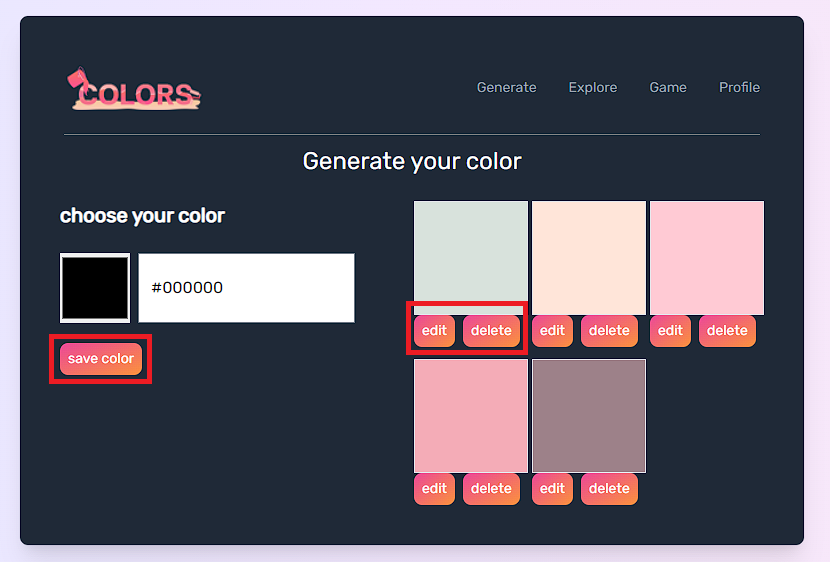 COLORS
Generate Explore Game Profile
Generate your color
choose your color
#000000
save color
edit delete edit delete edit delete
edit delete edit delete